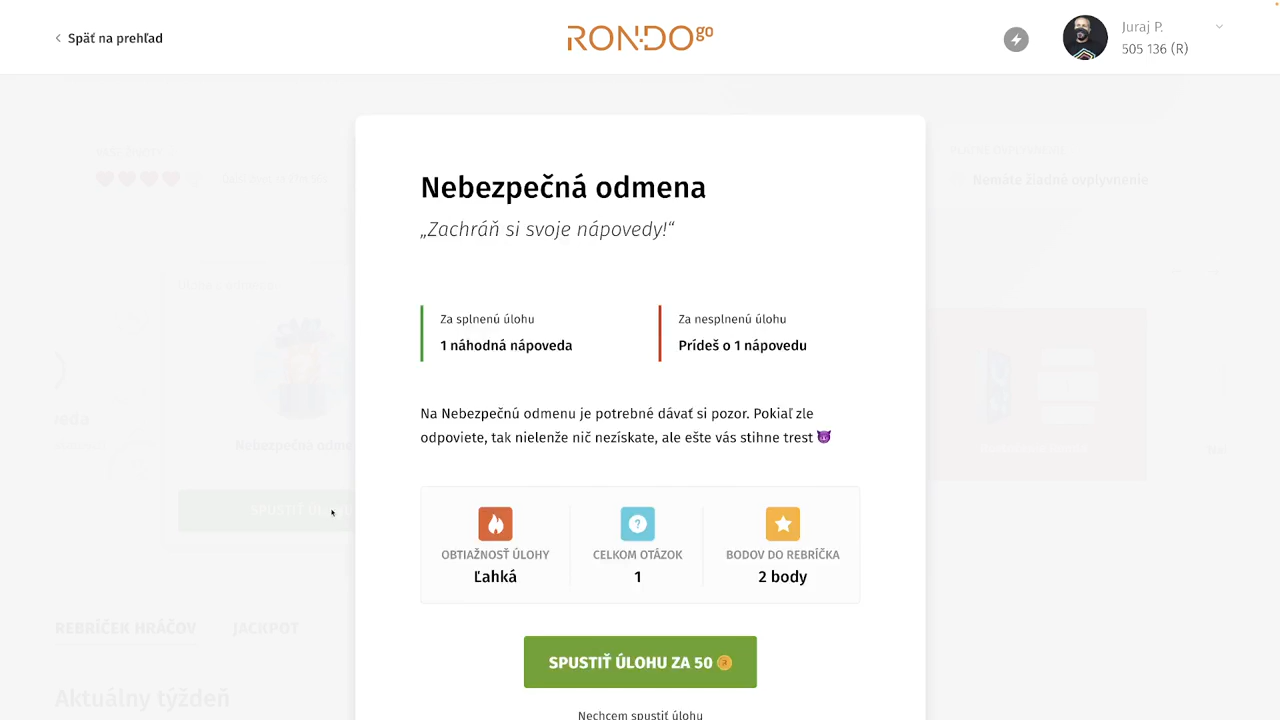 Späť na prehľad
RONDO go
Juraj P.
505 136 (R)
Nemáte žiadné ovplyvnenie
Nebezpečná odmena
„Zachráň si svoje nápovedy!“
Za splnenú úlohu
1 náhodná nápoveda
Za nesplnenú úlohu
Prídeš o 1 nápovedu
Na Nebezpečnú odmenu je potrebné dávať si pozor. Pokiaľ zle
odpoviete, tak nielenže nič nezískate, ale ešte vás stihne trest
OBTIAŽNOSŤ ÚLOHY
Ľahká
CELKOM OTÁZOK
1
BODOV DO REBRÍČKA
2 body
SPUSTIŤ ÚLOHU ZA 50
Nechcem spustiť úlohu
REBRÍČEK HRÁČOV
JACKPOT
Aktuálny týždeň